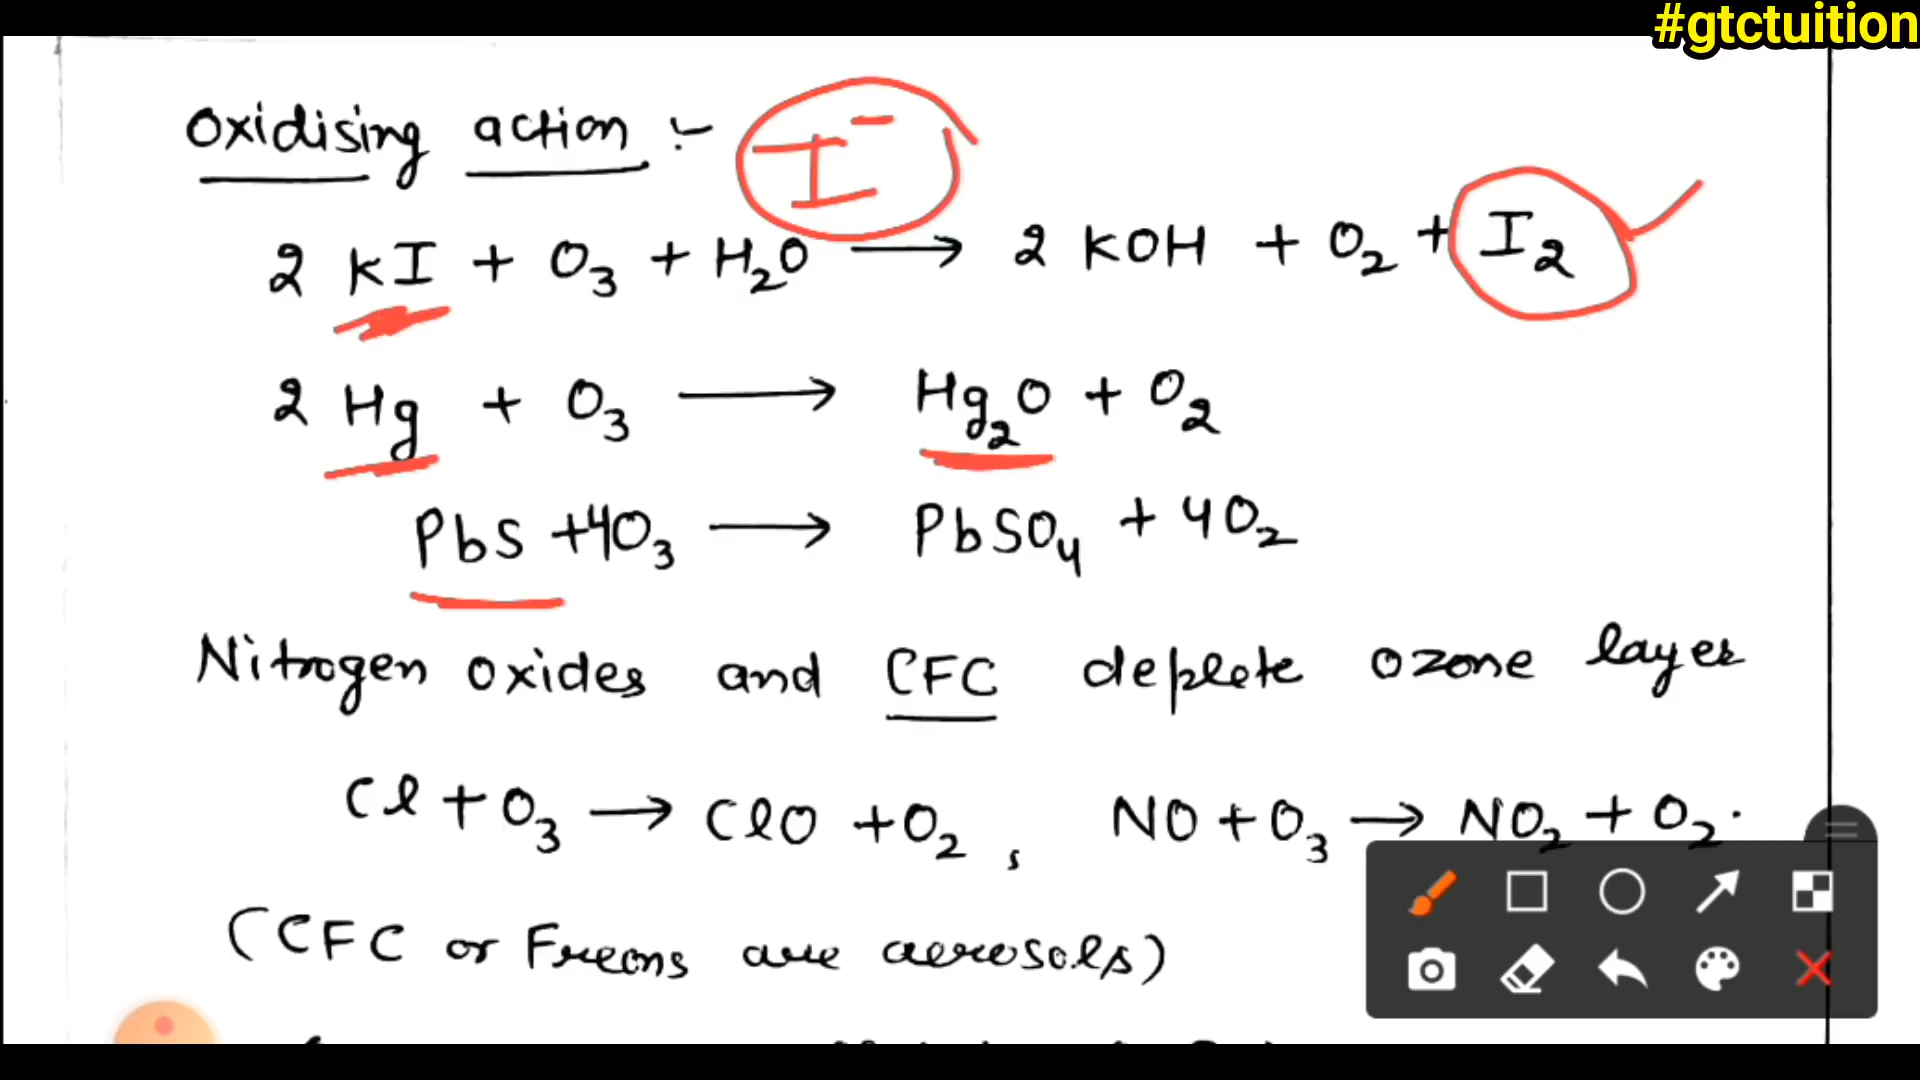 #gtctuition
Oxidising action :- I⁻
2 KI + O₃ + H₂O → 2 KOH + O₂ + I₂
2 Hg + O₃ → Hg₂O + O₂
PbS + 4O₃ → PbSO₄ + 4O₂
Nitrogen oxides and CFC deplete ozone layer
Cl + O₃ → ClO + O₂ , NO + O₃ → NO₂ + O₂.
(CFC or Freons are aerosols)